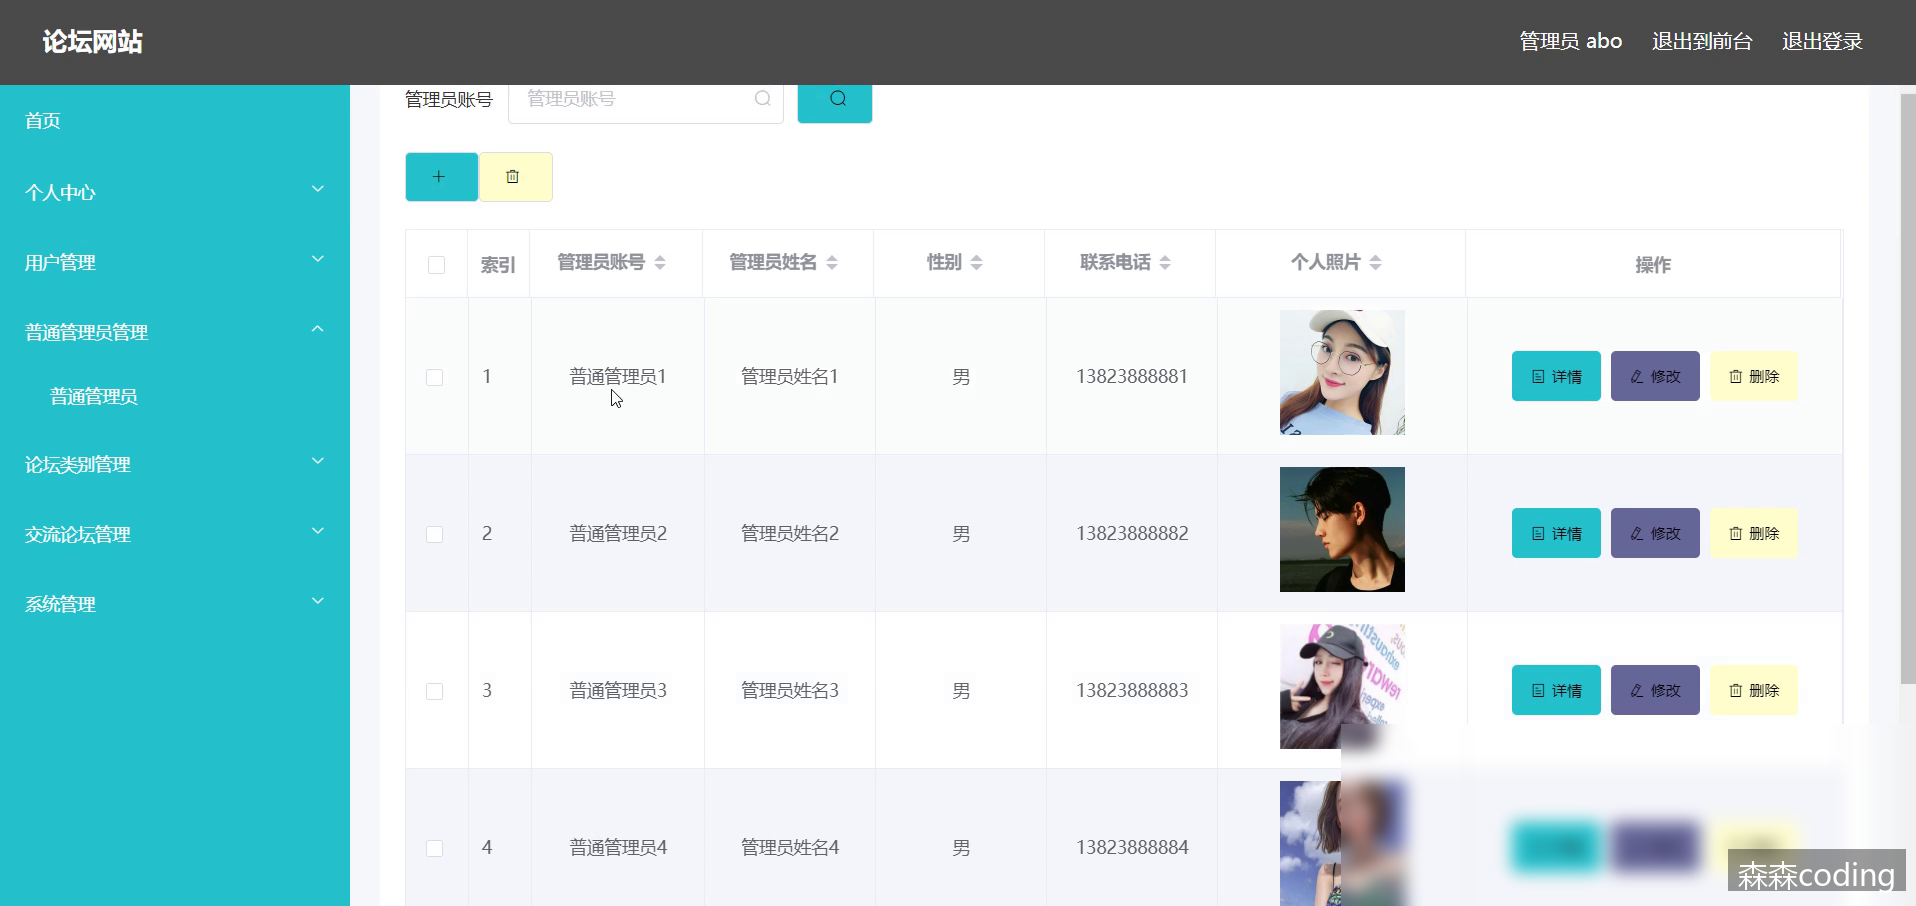 论坛网站
管理员 abo 退出到前台 退出登录
首页
个人中心
用户管理
普通管理员管理
普通管理员
论坛类别管理
交流论坛管理
系统管理
管理员账号 管理员账号
索引 管理员账号 管理员姓名 性别 联系电话 个人照片 操作
1 普通管理员1 管理员姓名1 男 13823888881 详情 修改 删除
2 普通管理员2 管理员姓名2 男 13823888882 详情 修改 删除
3 普通管理员3 管理员姓名3 男 13823888883 详情 修改 删除
4 普通管理员4 管理员姓名4 男 13823888884
森森coding